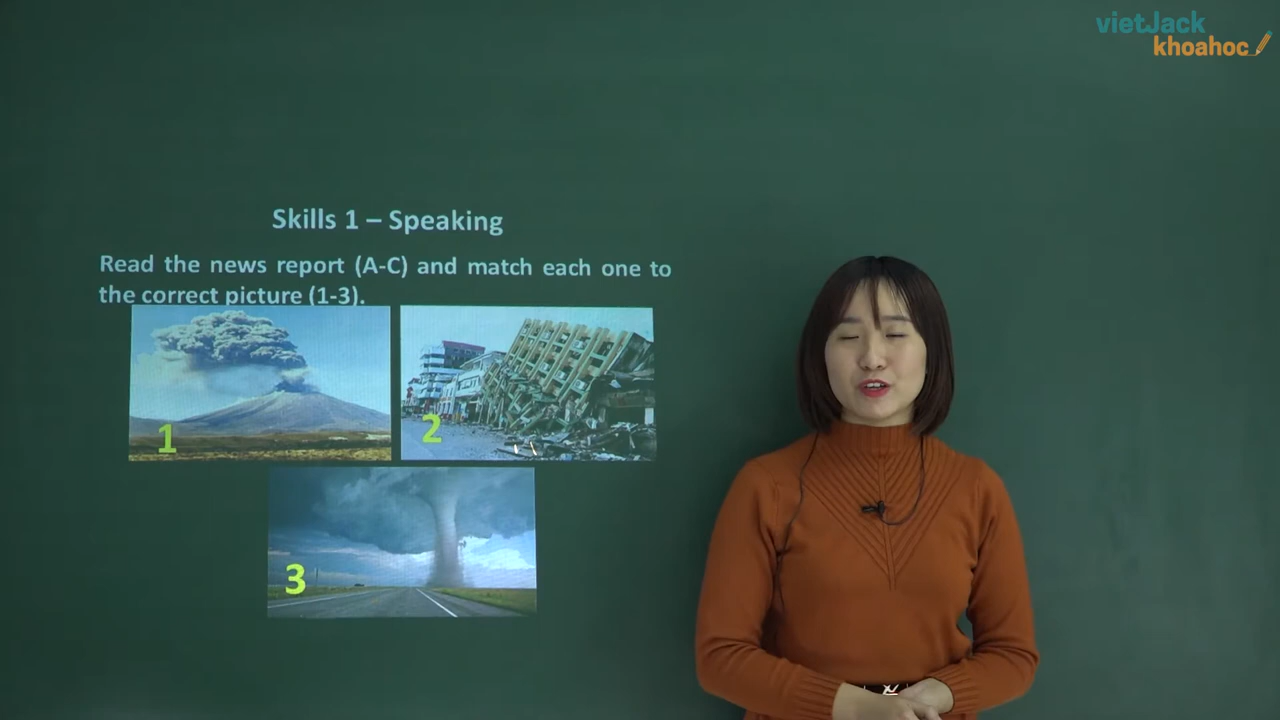 vietJack
khoahoc
Skills 1 – Speaking
Read the news report (A-C) and match each one to
the correct picture (1-3).
1
2
3